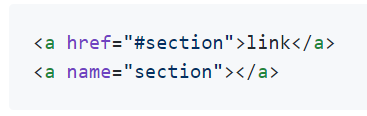 <a href="#section">link</a>
<a name="section"></a>